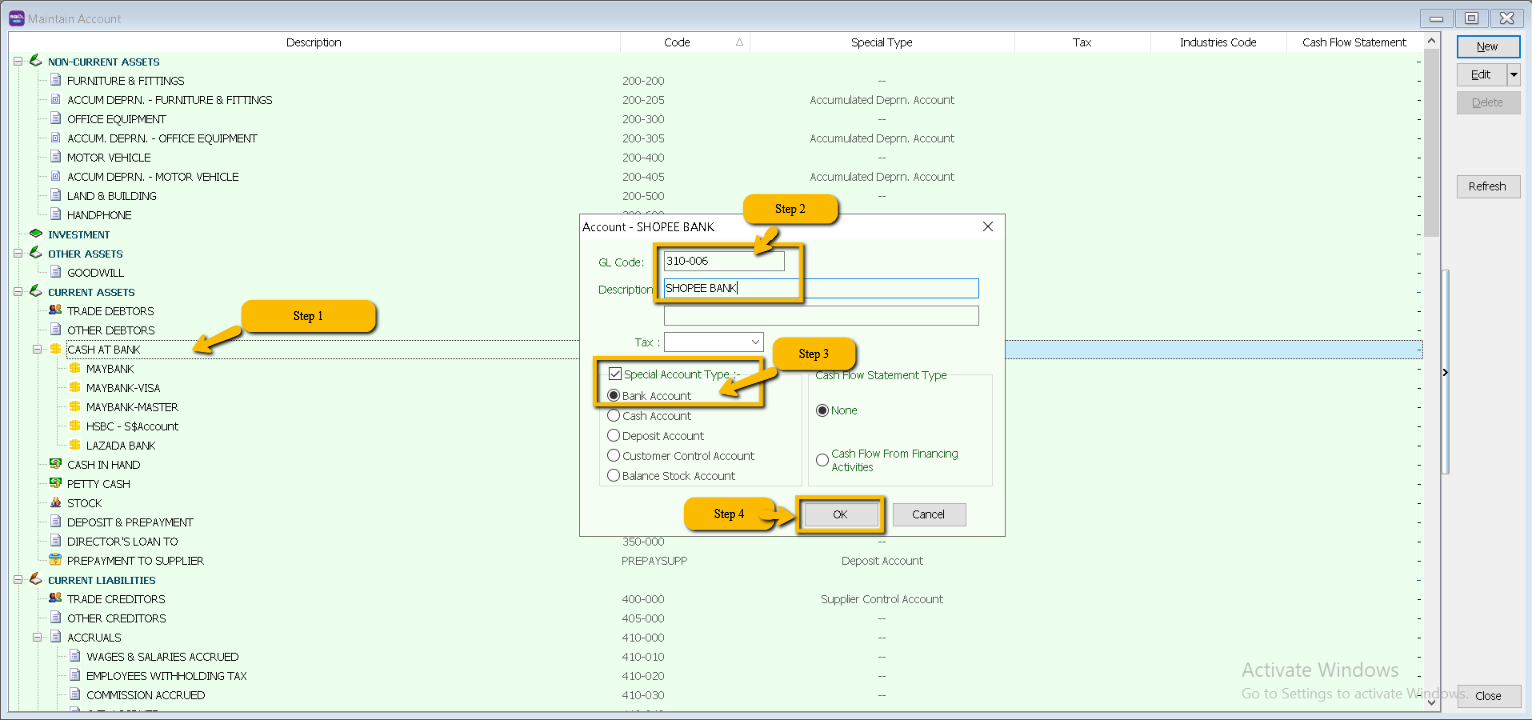 Maintain Account
Description Code Special Type Tax Industries Code Cash Flow Statement
New
NON-CURRENT ASSETS
FURNITURE & FITTINGS 200-200 --
Edit
ACCUM DEPRN. - FURNITURE & FITTINGS 200-205 Accumulated Deprn. Account
Delete
OFFICE EQUIPMENT 200-300 --
ACCUM. DEPRN. - OFFICE EQUIPMENT 200-305 Accumulated Deprn. Account
MOTOR VEHICLE 200-400 --
ACCUM DEPRN. - MOTOR VEHICLE 200-405 Accumulated Deprn. Account
Refresh
LAND & BUILDING 200-500 --
HANDPHONE
INVESTMENT
OTHER ASSETS
GOODWILL
CURRENT ASSETS
TRADE DEBTORS
OTHER DEBTORS
CASH AT BANK
MAYBANK
MAYBANK-VISA
MAYBANK-MASTER
HSBC - S$Account
LAZADA BANK
CASH IN HAND
PETTY CASH
STOCK
DEPOSIT & PREPAYMENT
DIRECTOR'S LOAN TO 350-000 --
PREPAYMENT TO SUPPLIER PREPAYSUPP Deposit Account
CURRENT LIABILITIES
TRADE CREDITORS 400-000 Supplier Control Account
OTHER CREDITORS 405-000 --
ACCRUALS 410-000 --
WAGES & SALARIES ACCRUED 410-010 --
EMPLOYEES WITHHOLDING TAX 410-020 --
COMMISSION ACCRUED 410-030 --
Step 1
Step 2
Account - SHOPEE BANK
GL Code: 310-006
Description SHOPEE BANK
Tax :
Step 3
Special Account Type :-
Bank Account
Cash Account
Deposit Account
Customer Control Account
Balance Stock Account
Cash Flow Statement Type
None
Cash Flow From Financing
Activities
Step 4
OK
Cancel
Activate Windows
Go to Settings to activate Windows.
Close